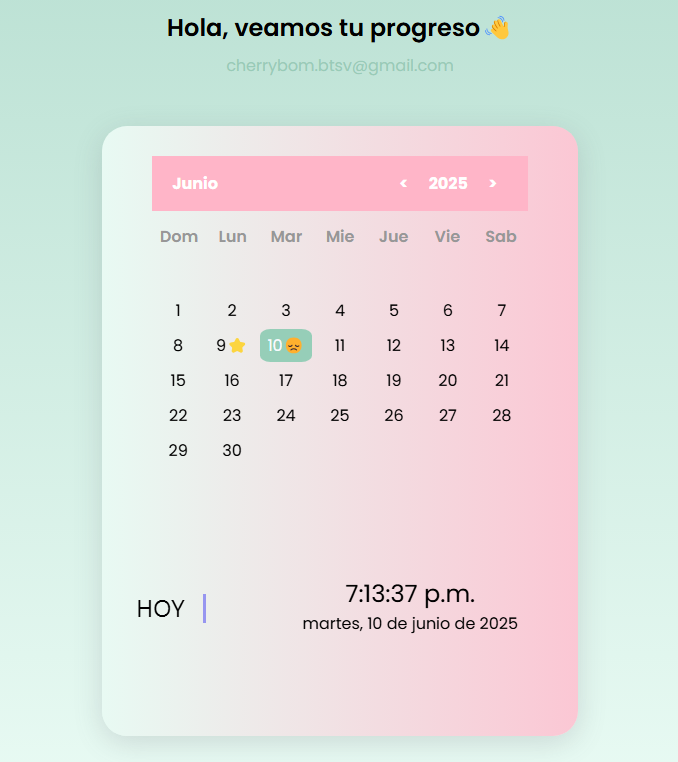 Hola, veamos tu progreso 👋
cherrybom.btsv@gmail.com
Junio < 2025 >
Dom Lun Mar Mie Jue Vie Sab
1 2 3 4 5 6 7
8 9⭐ 10😞 11 12 13 14
15 16 17 18 19 20 21
22 23 24 25 26 27 28
29 30
7:13:37 p.m.
HOY
martes, 10 de junio de 2025